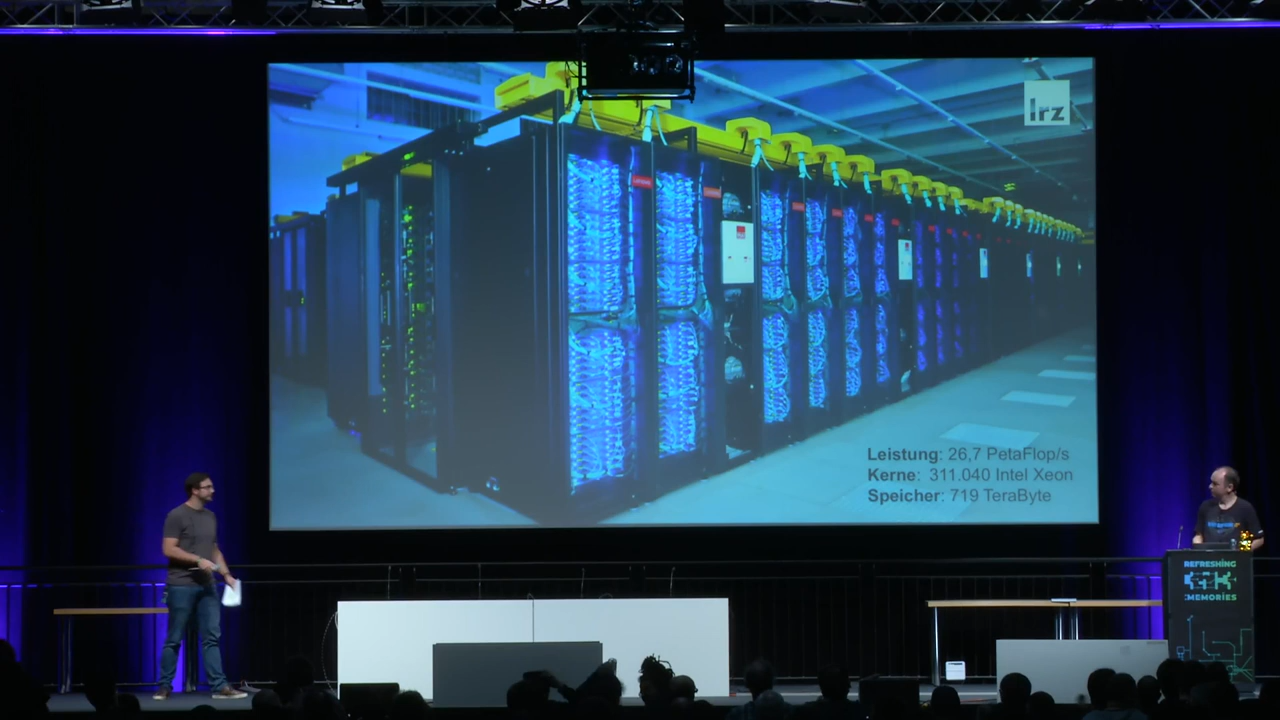 lrz
Leistung: 26,7 PetaFlop/s
Kerne: 311.040 Intel Xeon
Speicher: 719 TeraByte
REFRESHING
MEMORIES